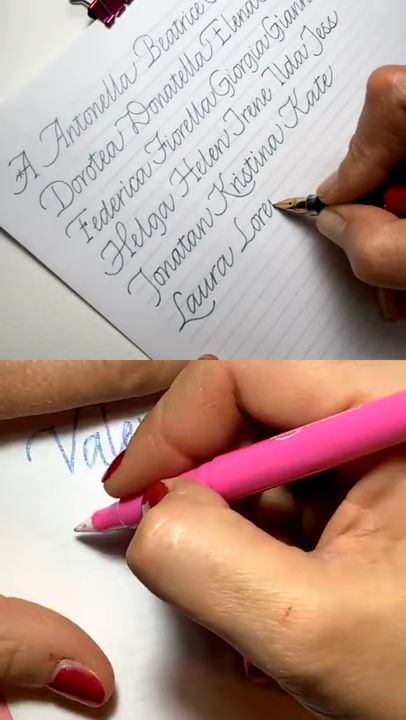 A Antonella Beatrice
Dorotea Donatella Elena
Federica Fiorella Giorgia Giann
Helga Helen Irene Ilda Jess
Jonatan Kristina Kate
Laura Lore
Vale